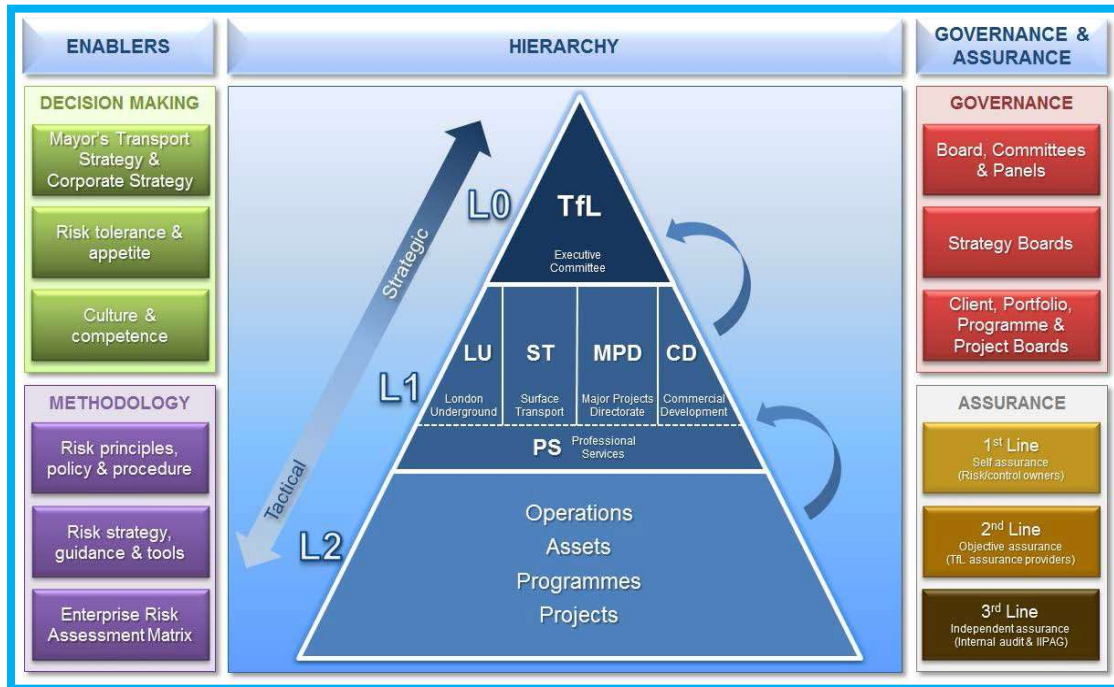 ENABLERS
HIERARCHY
GOVERNANCE &
ASSURANCE
DECISION MAKING
Mayor's Transport
Strategy &
Corporate Strategy
Risk tolerance &
appetite
Culture &
competence
METHODOLOGY
Risk principles,
policy & procedure
Risk strategy,
guidance & tools
Enterprise Risk
Assessment Matrix
Strategic
Tactical
L0
TfL
Executive
Committee
L1
LU
ST
MPD
CD
London
Underground
Surface
Transport
Major Projects
Directorate
Commercial
Development
PS
Professional
Services
L2
Operations
Assets
Programmes
Projects
GOVERNANCE
Board, Committees
& Panels
Strategy Boards
Client, Portfolio,
Programme &
Project Boards
ASSURANCE
1st Line
Self assurance
(Risk/control owners)
2nd Line
Objective assurance
(TfL assurance providers)
3rd Line
Independent assurance
(Internal audit & IIPAG)